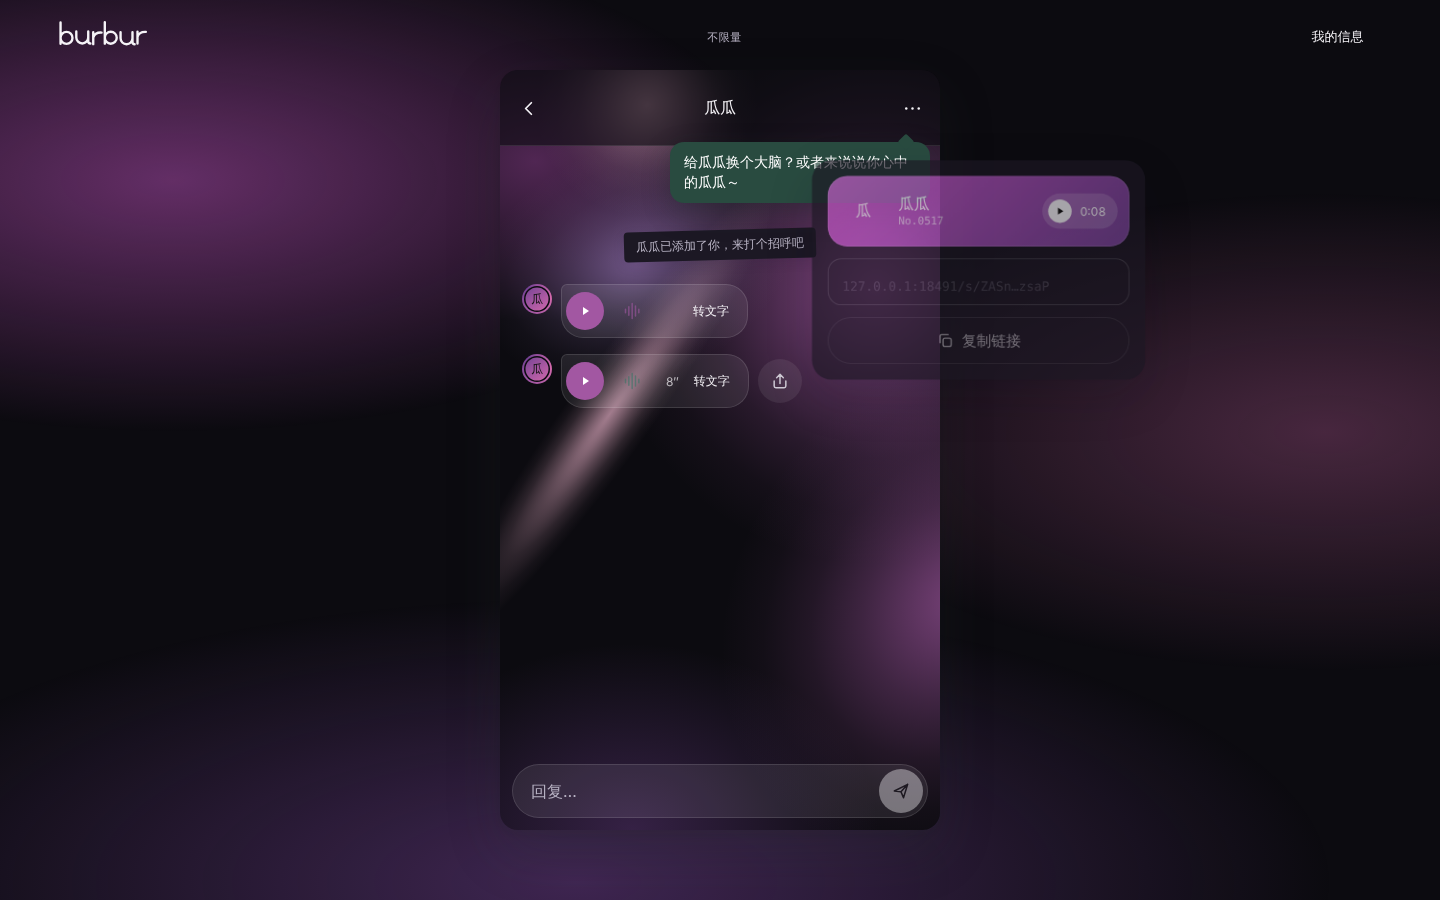 burbur
不限量
我的信息
瓜瓜
给瓜瓜换个大脑？或者来说说你心中
的瓜瓜～
瓜 瓜瓜 0:08
No.0517
瓜瓜已添加了你，来打个招呼吧
127.0.0.1:18491/s/ZASn…zsaP
瓜 转文字
复制链接
瓜 8″ 转文字
回复...